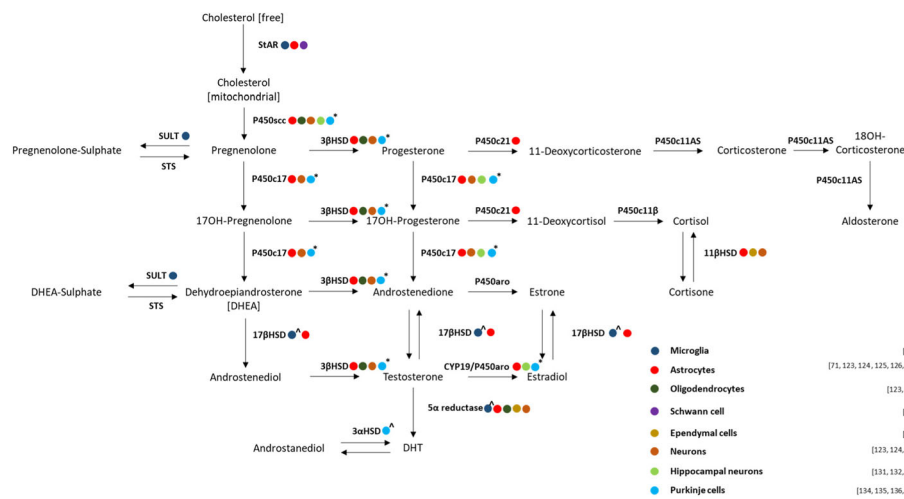 Cholesterol [free]
StAR
Cholesterol
[mitochondrial]
P450scc *
SULT
3βHSD *
P450c21
P450c11AS
P450c11AS
18OH-
Corticosterone
Pregnenolone-Sulphate
Pregnenolone
Progesterone
11-Deoxycorticosterone
Corticosterone
STS
P450c17 *
P450c17 *
P450c11AS
3βHSD *
P450c21
P450c11β
17OH-Pregnenolone
17OH-Progesterone
11-Deoxycortisol
Cortisol
Aldosterone
P450c17 *
P450c17 *
11βHSD
SULT
3βHSD *
P450aro
DHEA-Sulphate
Dehydroepiandrosterone
[DHEA]
Androstenedione
Estrone
Cortisone
STS
17βHSD ^
17βHSD ^
17βHSD ^
3βHSD *
CYP19/P450aro *
Androstenediol
Testosterone
Estradiol
5α reductase ^
3αHSD ^
Androstanediol
DHT
Microglia [
Astrocytes [71, 123, 124, 125, 126,
Oligodendrocytes [123,
Schwann cell [
Ependymal cells [
Neurons [123, 124,
Hippocampal neurons [131, 132,
Purkinje cells [134, 135, 136,